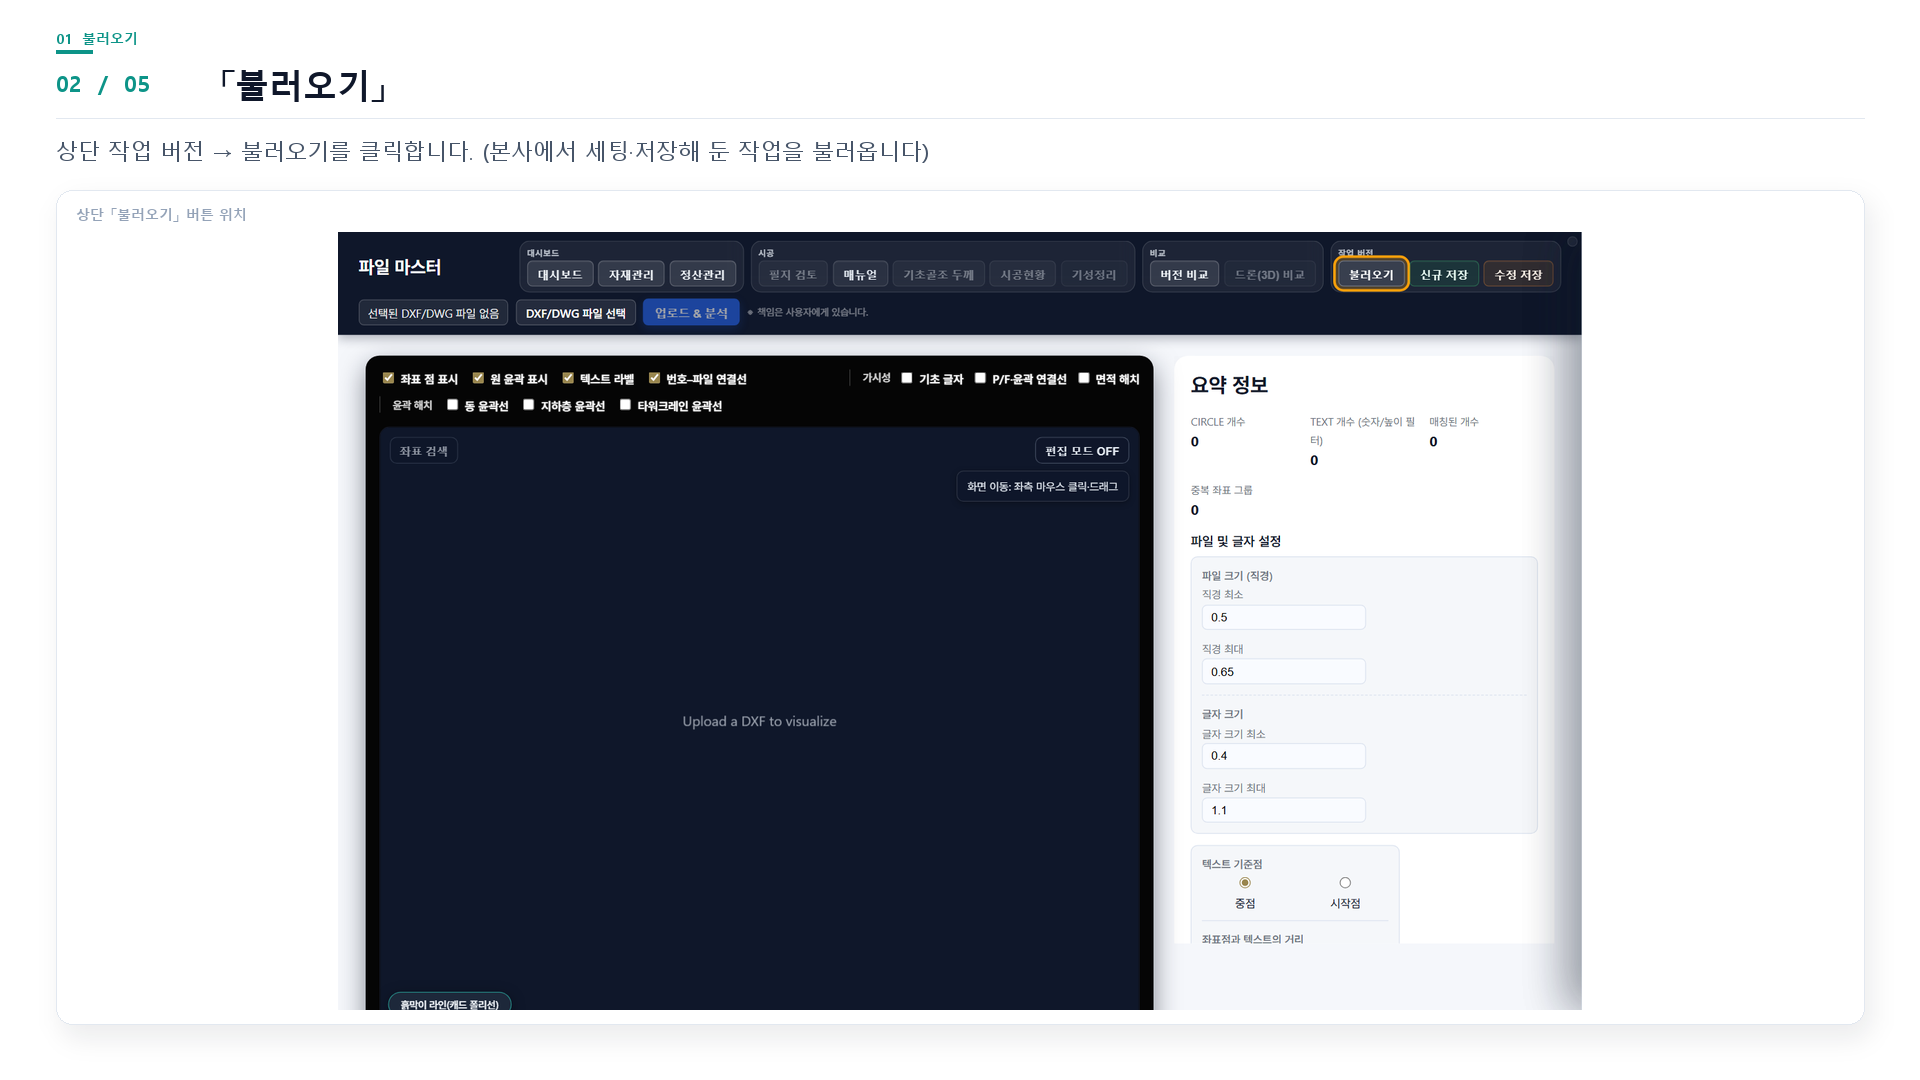 01 불러오기
02 / 05 「불러오기」
상단 작업 버전 → 불러오기를 클릭합니다. (본사에서 세팅·저장해 둔 작업을 불러옵니다)
상단 「불러오기」 버튼 위치
파일 마스터
대시보드
대시보드 자재관리 정산관리
시공
필지 검토 매뉴얼 기초골조 두께 시공현황 기성정리
비교
버전 비교 드론(3D) 비교
작업 버전
불러오기 신규 저장 수정 저장
선택된 DXF/DWG 파일 없음 DXF/DWG 파일 선택 업로드 & 분석 • 책임은 사용자에게 있습니다.
좌표 점 표시 원 윤곽 표시 텍스트 라벨 번호–파일 연결선 가시성 기초 글자 P/F·윤곽 연결선 면적 해치
윤곽 해치 동 윤곽선 지하층 윤곽선 타워크레인 윤곽선
좌표 검색
편집 모드 OFF
화면 이동: 좌측 마우스 클릭·드래그
Upload a DXF to visualize
흙막이 라인(캐드 폴리선)
요약 정보
CIRCLE 개수
0
TEXT 개수 (숫자/높이 필
터)
0
매칭된 개수
0
중복 좌표 그룹
0
파일 및 글자 설정
파일 크기 (직경)
직경 최소
0.5
직경 최대
0.65
글자 크기
글자 크기 최소
0.4
글자 크기 최대
1.1
텍스트 기준점
중점 시작점
좌표점과 텍스트의 거리